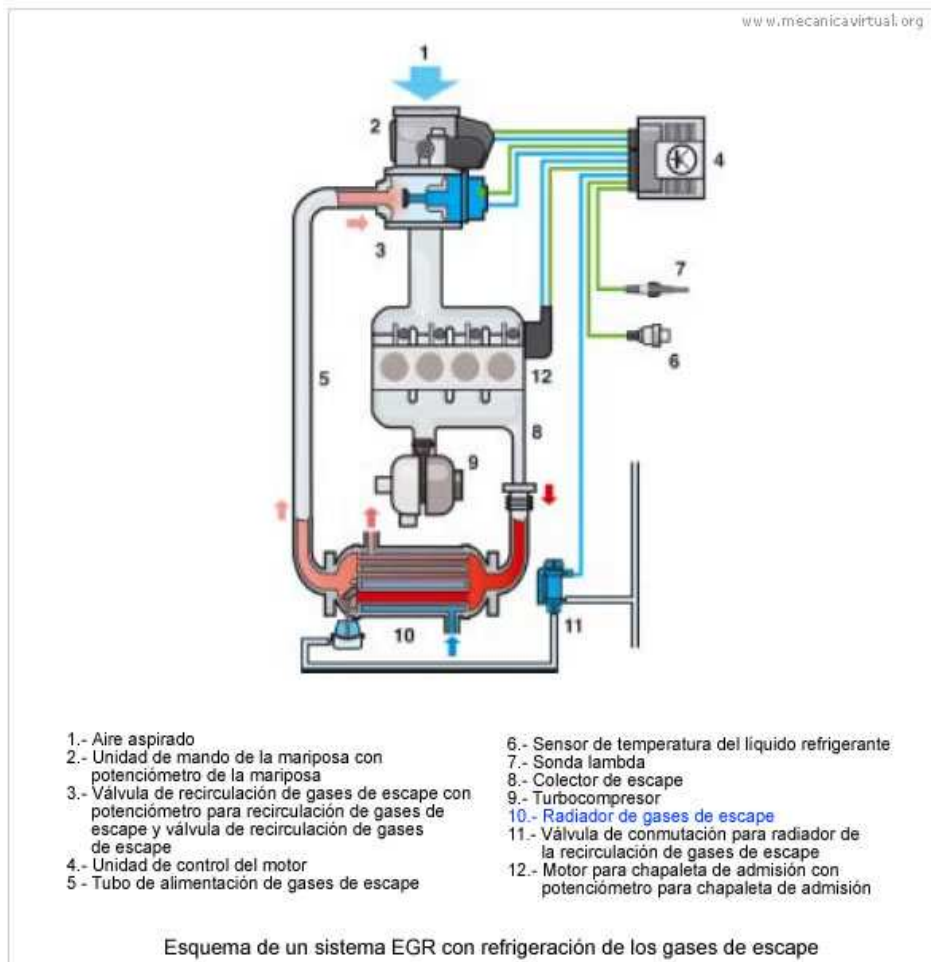 www.mecanicavirtual.org
1
2
4
3
7
6
5
12
8
9
10
11
1.- Aire aspirado
2.- Unidad de mando de la mariposa con
potenciómetro de la mariposa
3.- Válvula de recirculación de gases de escape con
potenciómetro para recirculación de gases de
escape y válvula de recirculación de gases
de escape
4.- Unidad de control del motor
5 - Tubo de alimentación de gases de escape
6.- Sensor de temperatura del líquido refrigerante
7.- Sonda lambda
8.- Colector de escape
9.- Turbocompresor
10.- Radiador de gases de escape
11.- Válvula de conmutación para radiador de
la recirculación de gases de escape
12.- Motor para chapaleta de admisión con
potenciómetro para chapaleta de admisión
Esquema de un sistema EGR con refrigeración de los gases de escape